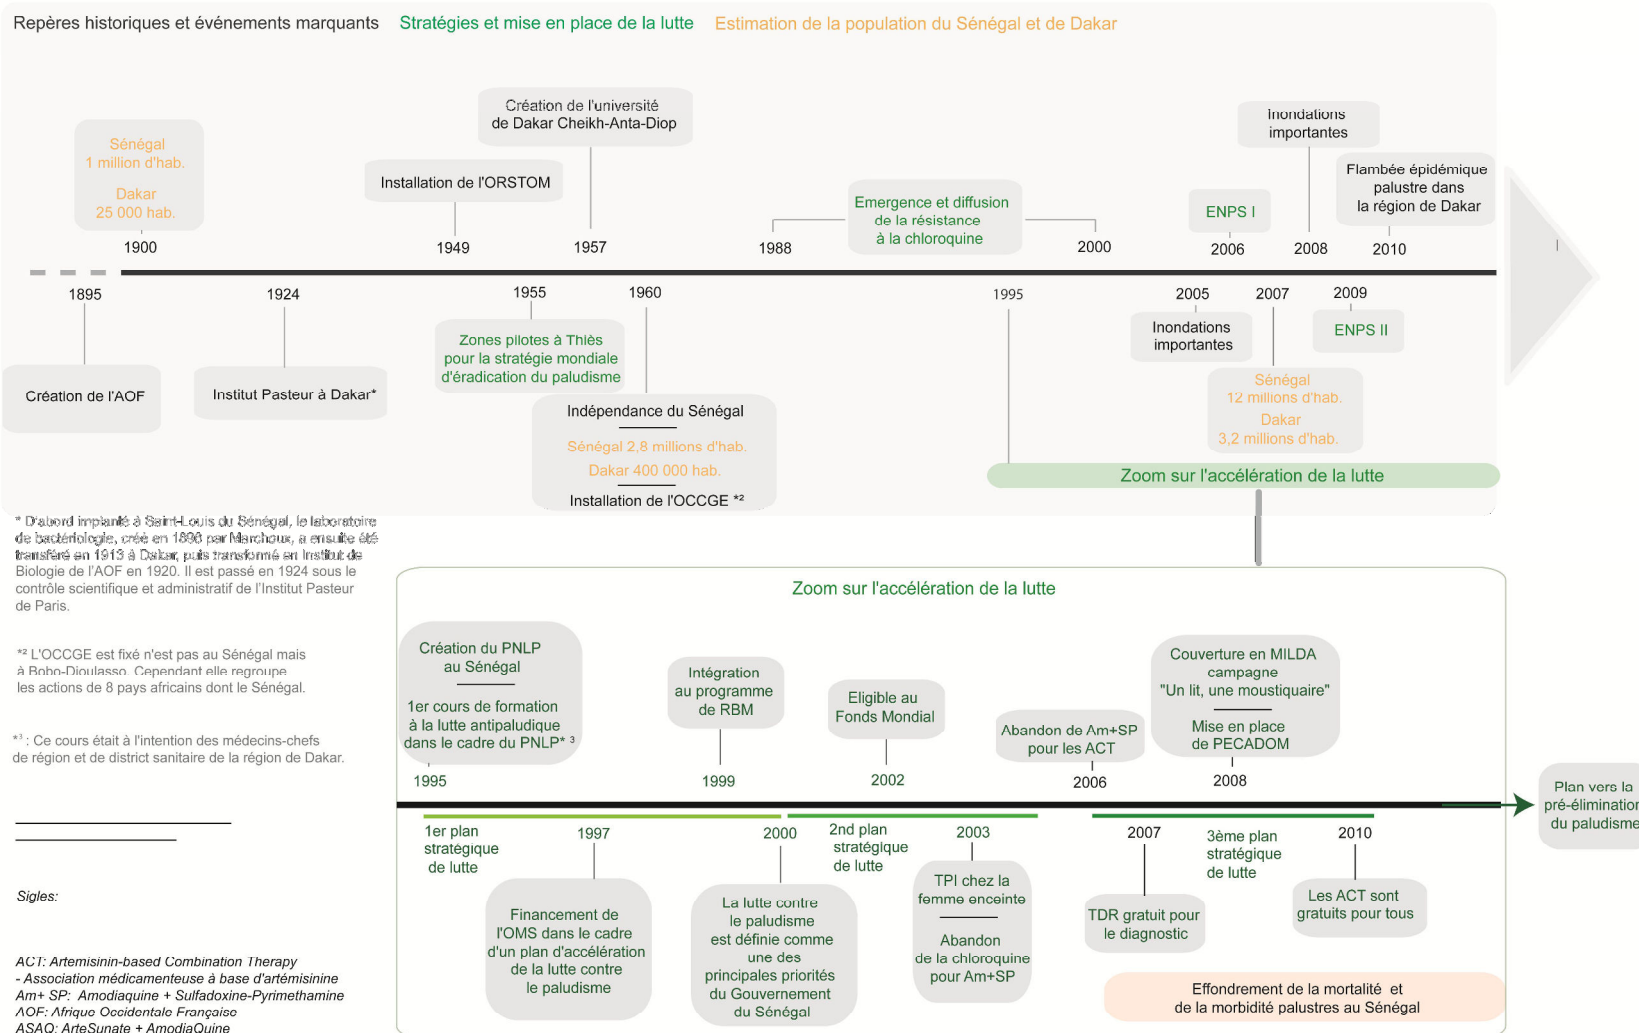 Repères historiques et événements marquants Stratégies et mise en place de la lutte Estimation de la population du Sénégal et de Dakar
Création de l'université
de Dakar Cheikh-Anta-Diop
Inondations
importantes
Sénégal
1 million d'hab.
Dakar
25 000 hab.
Installation de l'ORSTOM
Emergence et diffusion
de la résistance
à la chloroquine
ENPS I
Flambée épidémique
palustre dans
la région de Dakar
1900
1949
1957
1988
2000
2006
2008
2010
1895
1924
1955
1960
1995
2005
2007
2009
Création de l'AOF
Institut Pasteur à Dakar*
Zones pilotes à Thiès
pour la stratégie mondiale
d'éradication du paludisme
Indépendance du Sénégal
Sénégal 2,8 millions d'hab.
Dakar 400 000 hab.
Installation de l'OCCGE *²
Inondations
importantes
ENPS II
Sénégal
12 millions d'hab.
Dakar
3,2 millions d'hab.
Zoom sur l'accélération de la lutte
* D'abord implanté à Saint-Louis du Sénégal, le laboratoire
de bactériologie, créé en 1896 par Marchoux, a ensuite été
transféré en 1913 à Dakar, puis transformé en Institut de
Biologie de l'AOF en 1920. Il est passé en 1924 sous le
contrôle scientifique et administratif de l'Institut Pasteur
de Paris.
*² L'OCCGE est fixé n'est pas au Sénégal mais
à Bobo-Dioulasso. Cependant elle regroupe
les actions de 8 pays africains dont le Sénégal.
*³ : Ce cours était à l'intention des médecins-chefs
de région et de district sanitaire de la région de Dakar.
Zoom sur l'accélération de la lutte
Création du PNLP
au Sénégal
1er cours de formation
à la lutte antipaludique
dans le cadre du PNLP* ³
Intégration
au programme
de RBM
Eligible au
Fonds Mondial
Abandon de Am+SP
pour les ACT
Couverture en MILDA
campagne
"Un lit, une moustiquaire"
Mise en place
de PECADOM
1995
1999
2002
2006
2008
Plan vers la
pré-élimination
du paludisme
1er plan
stratégique
de lutte
1997
2000
2nd plan
stratégique
de lutte
2003
2007
3ème plan
stratégique
de lutte
2010
Financement de
l'OMS dans le cadre
d'un plan d'accélération
de la lutte contre
le paludisme
La lutte contre
le paludisme
est définie comme
une des
principales priorités
du Gouvernement
du Sénégal
TPI chez la
femme enceinte
Abandon
de la chloroquine
pour Am+SP
TDR gratuit pour
le diagnostic
Les ACT sont
gratuits pour tous
Effondrement de la mortalité et
de la morbidité palustres au Sénégal
Sigles:
ACT: Artemisinin-based Combination Therapy
- Association médicamenteuse à base d'artémisinine
Am+ SP: Amodiaquine + Sulfadoxine-Pyrimethamine
AOF: Afrique Occidentale Française
ASAQ: ArteSunate + AmodiaQuine